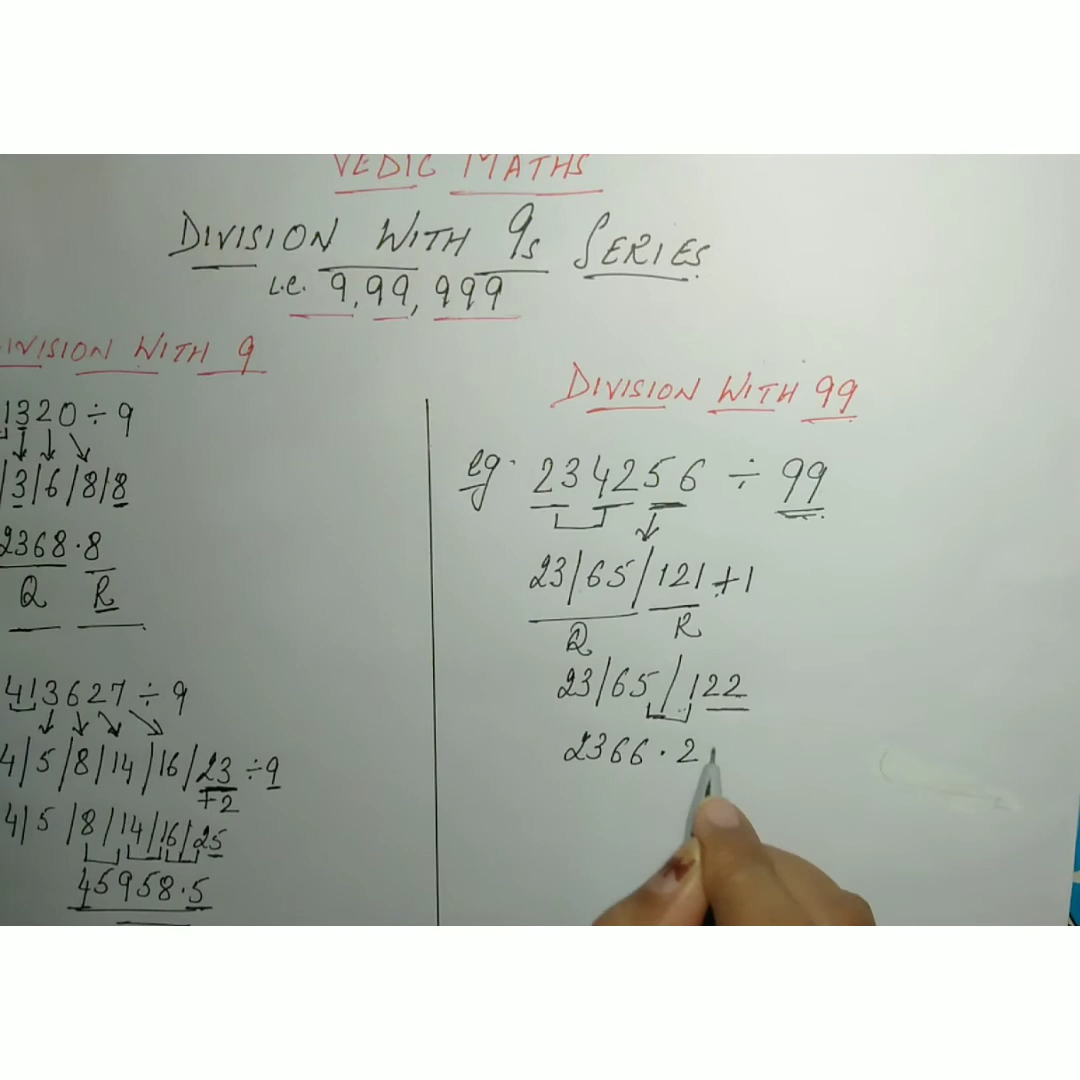 VEDIC MATHS
DIVISION WITH 9s SERIES
i.e. 9, 99, 999
IVISION WITH 9
1320 ÷ 9
/3/6/8/8
2368.8
Q R
413627 ÷ 9
4/5/8/14/16/23 ÷ 9
+2
4/5/8/14/16/25
45958.5
DIVISION WITH 99
eg. 234256 ÷ 99
23/65/121+1
Q R
23/65/122
2366.2